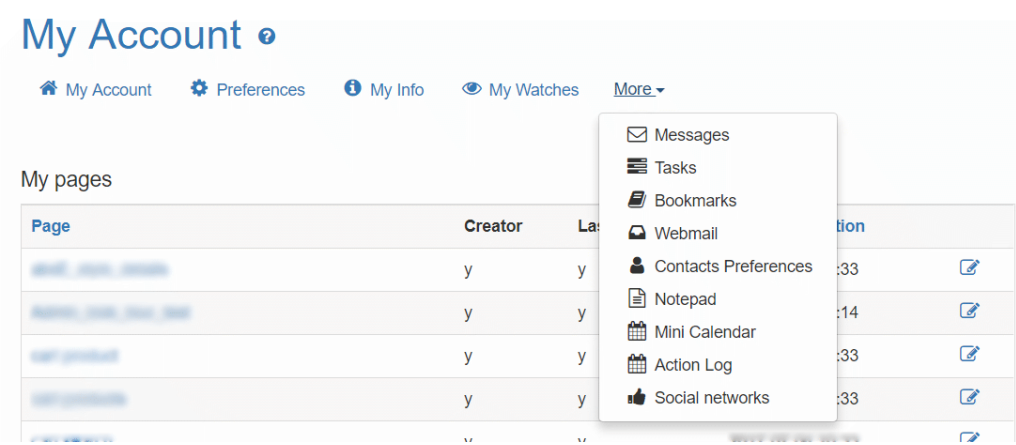 My Account
My Account Preferences My Info My Watches More
Messages
Tasks
Bookmarks
Webmail
Contacts Preferences
Notepad
Mini Calendar
Action Log
Social networks
My pages
Page Creator Las tion
y y :33
y y :14
y y :33
y y :33
y y